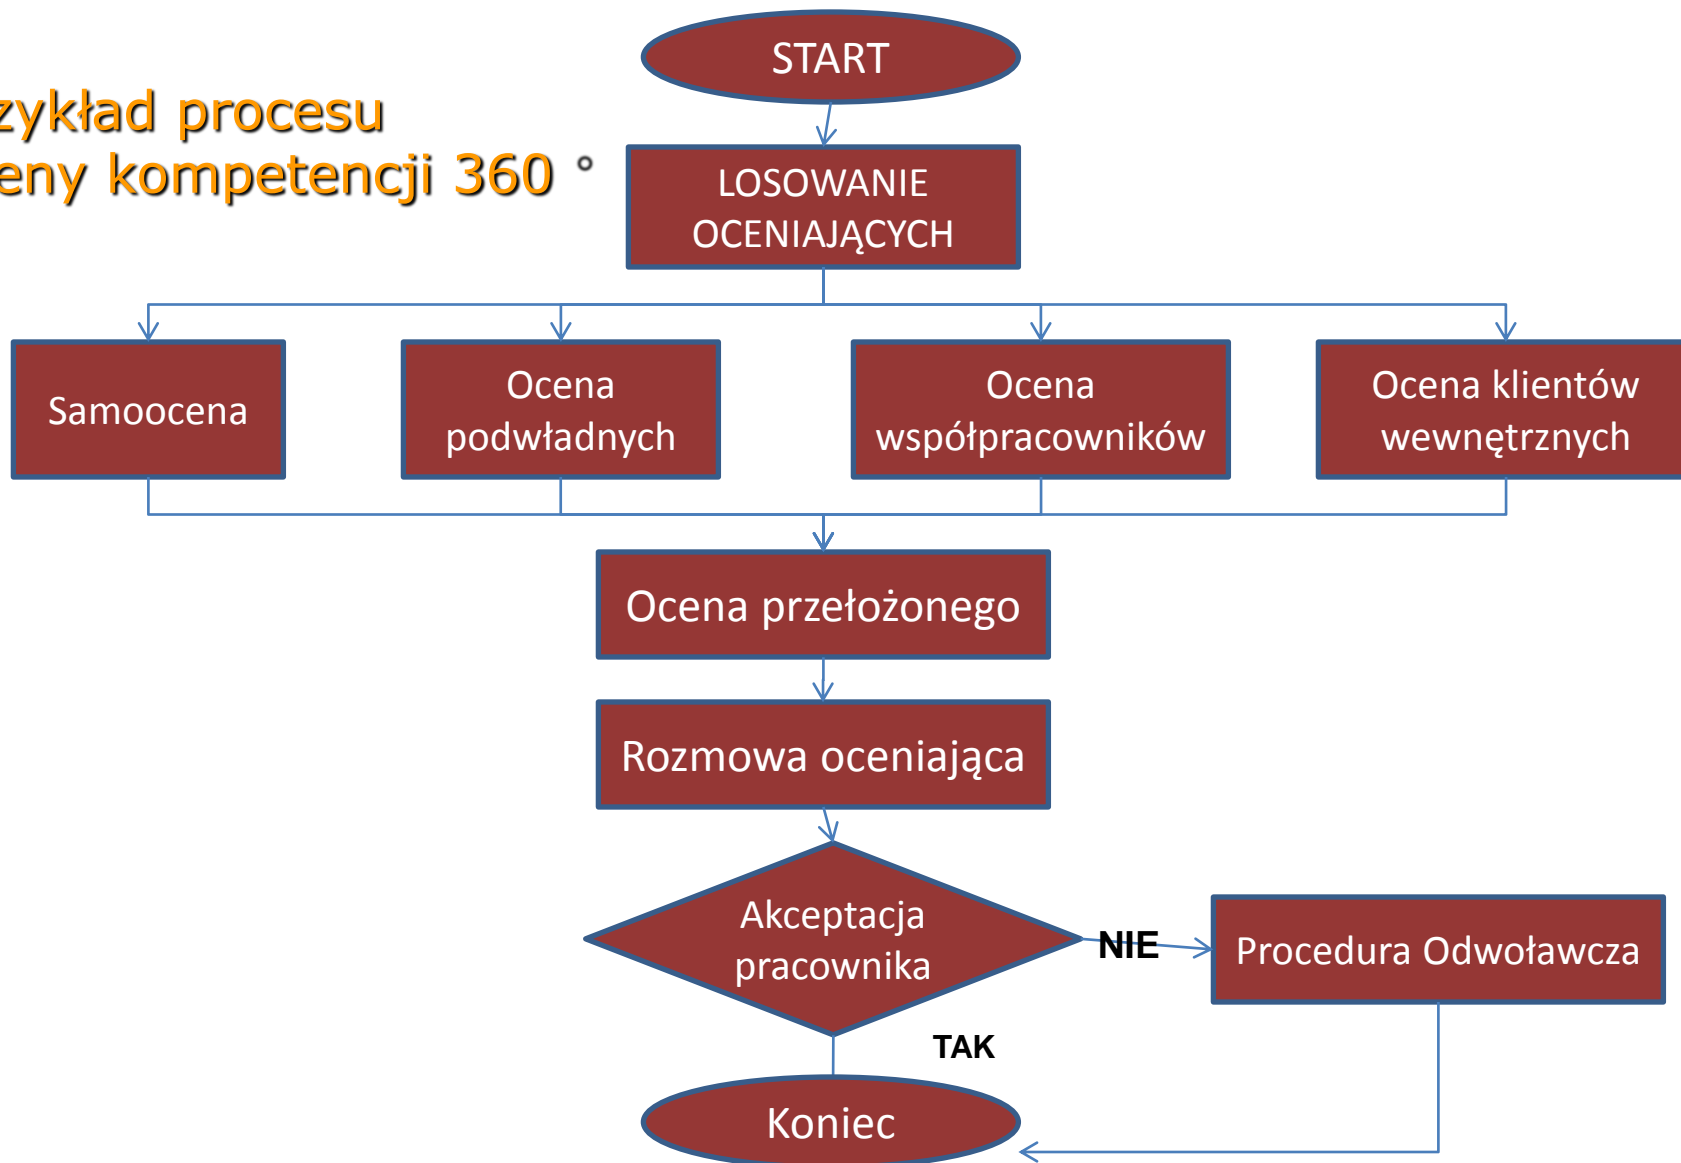 START
zykład procesu
eny kompetencji 360 °
LOSOWANIE
OCENIAJĄCYCH
Samoocena
Ocena
podwładnych
Ocena
współpracowników
Ocena klientów
wewnętrznych
Ocena przełożonego
Rozmowa oceniająca
Akceptacja
pracownika
NIE
Procedura Odwoławcza
TAK
Koniec